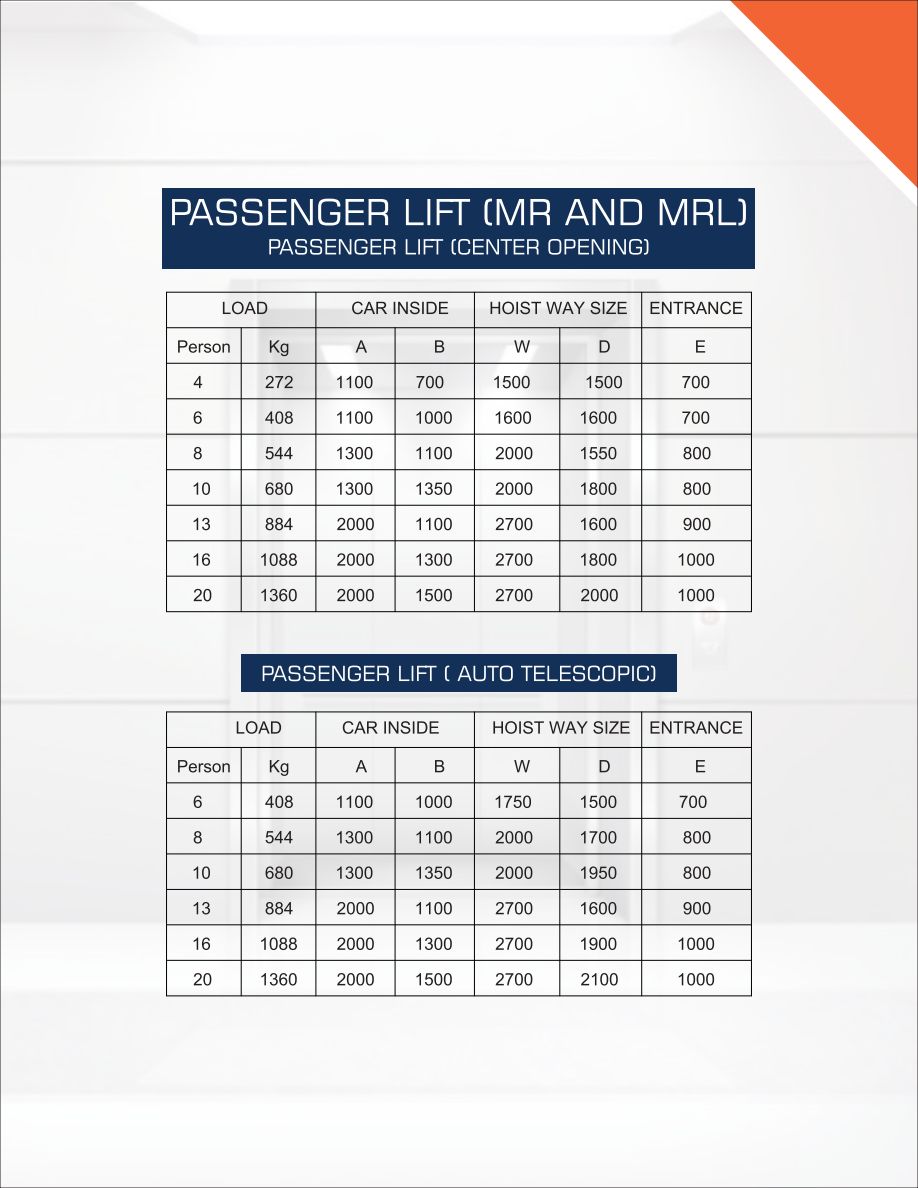 PASSENGER LIFT (MR AND MRL)
PASSENGER LIFT (CENTER OPENING)
LOAD CAR INSIDE HOIST WAY SIZE ENTRANCE
Person Kg A B W D E
4 272 1100 700 1500 1500 700
6 408 1100 1000 1600 1600 700
8 544 1300 1100 2000 1550 800
10 680 1300 1350 2000 1800 800
13 884 2000 1100 2700 1600 900
16 1088 2000 1300 2700 1800 1000
20 1360 2000 1500 2700 2000 1000
PASSENGER LIFT ( AUTO TELESCOPIC)
LOAD CAR INSIDE HOIST WAY SIZE ENTRANCE
Person Kg A B W D E
6 408 1100 1000 1750 1500 700
8 544 1300 1100 2000 1700 800
10 680 1300 1350 2000 1950 800
13 884 2000 1100 2700 1600 900
16 1088 2000 1300 2700 1900 1000
20 1360 2000 1500 2700 2100 1000